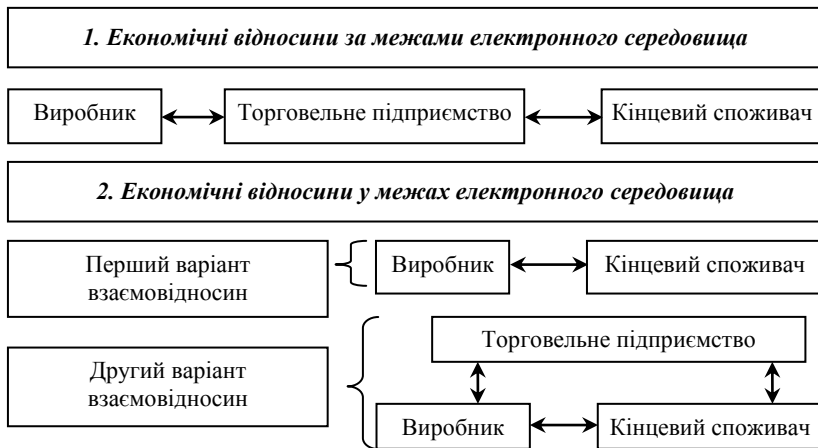 1. Економічні відносини за межами електронного середовища
Виробник
Торговельне підприємство
Кінцевий споживач
2. Економічні відносини у межах електронного середовища
Перший варіант
взаємовідносин
Виробник
Кінцевий споживач
Другий варіант
взаємовідносин
Торговельне підприємство
Виробник
Кінцевий споживач